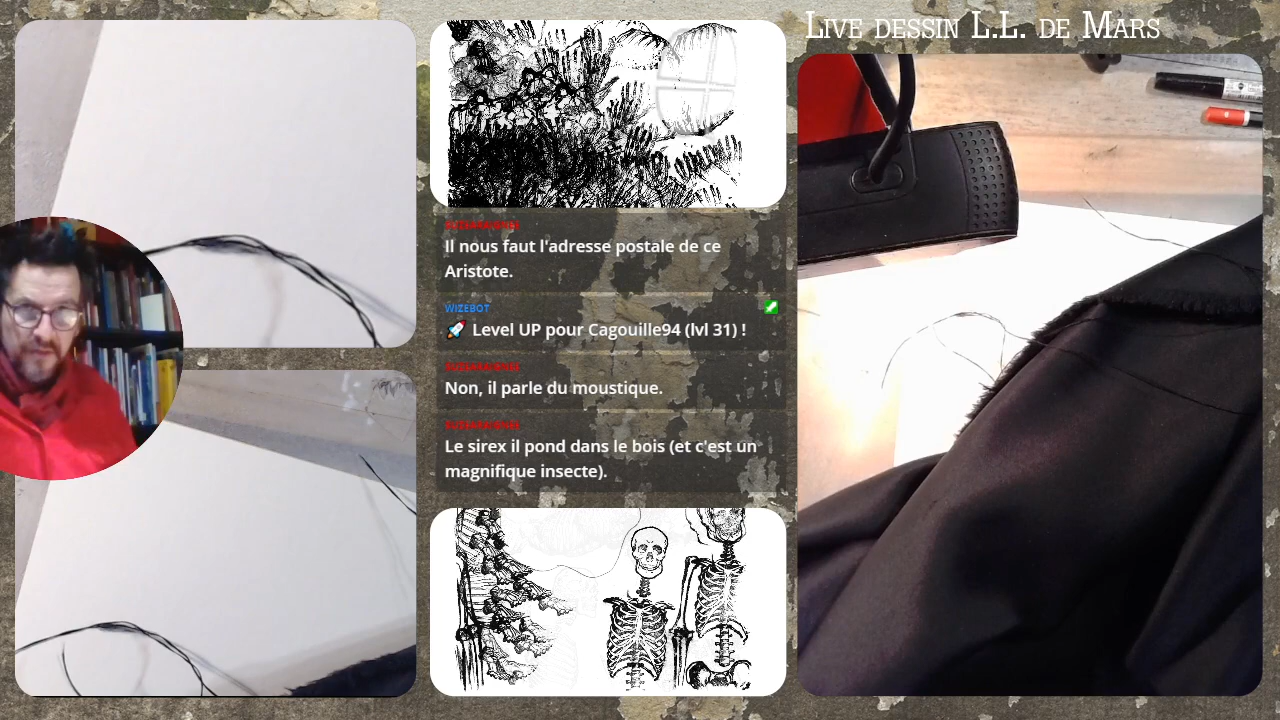 Live dessin L.L. de Mars
Il nous faut l'adresse postale de ce
Aristote.
WIZEBOT
🚀 Level UP pour Cagouille94 (lvl 31) !
Non, il parle du moustique.
Le sirex il pond dans le bois (et c'est un
magnifique insecte).